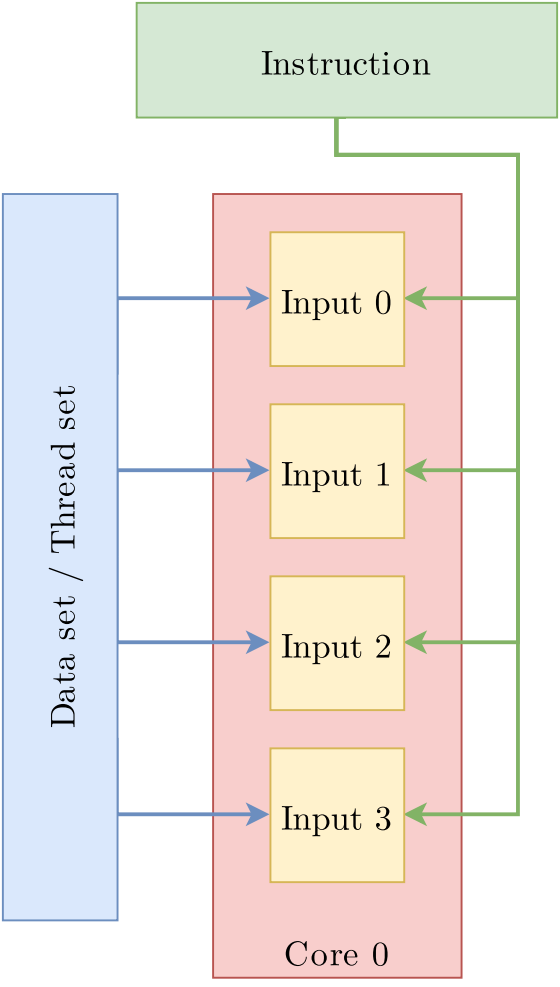 Instruction
Data set / Thread set
Input 0
Input 1
Input 2
Input 3
Core 0